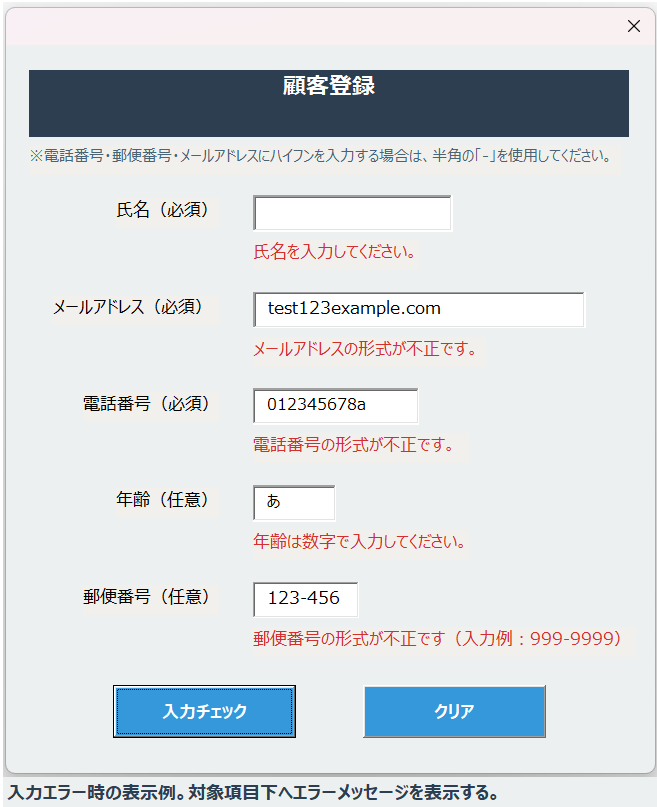 顧客登録
※電話番号・郵便番号・メールアドレスにハイフンを入力する場合は、半角の「-」を使用してください。
氏名（必須）
氏名を入力してください。
メールアドレス（必須） test123example.com
メールアドレスの形式が不正です。
電話番号（必須） 012345678a
電話番号の形式が不正です。
年齢（任意） あ
年齢は数字で入力してください。
郵便番号（任意） 123-456
郵便番号の形式が不正です（入力例：999-9999）
入力チェック クリア
入力エラー時の表示例。対象項目下へエラーメッセージを表示する。